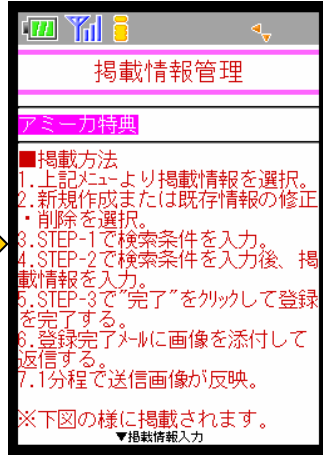 掲載情報管理
アミーカ特典
■掲載方法
1.上記ﾒﾆｭｰより掲載情報を選択。
2.新規作成または既存情報の修正
・削除を選択。
3.STEP-1で検索条件を入力。
4.STEP-2で検索条件を入力後、掲
載情報を入力。
5.STEP-3で"完了"をｸﾘｯｸして登録
を完了する。
6.登録完了ﾒｰﾙに画像を添付して
返信する。
7.1分程で送信画像が反映。
※下図の様に掲載されます。
▼掲載情報入力